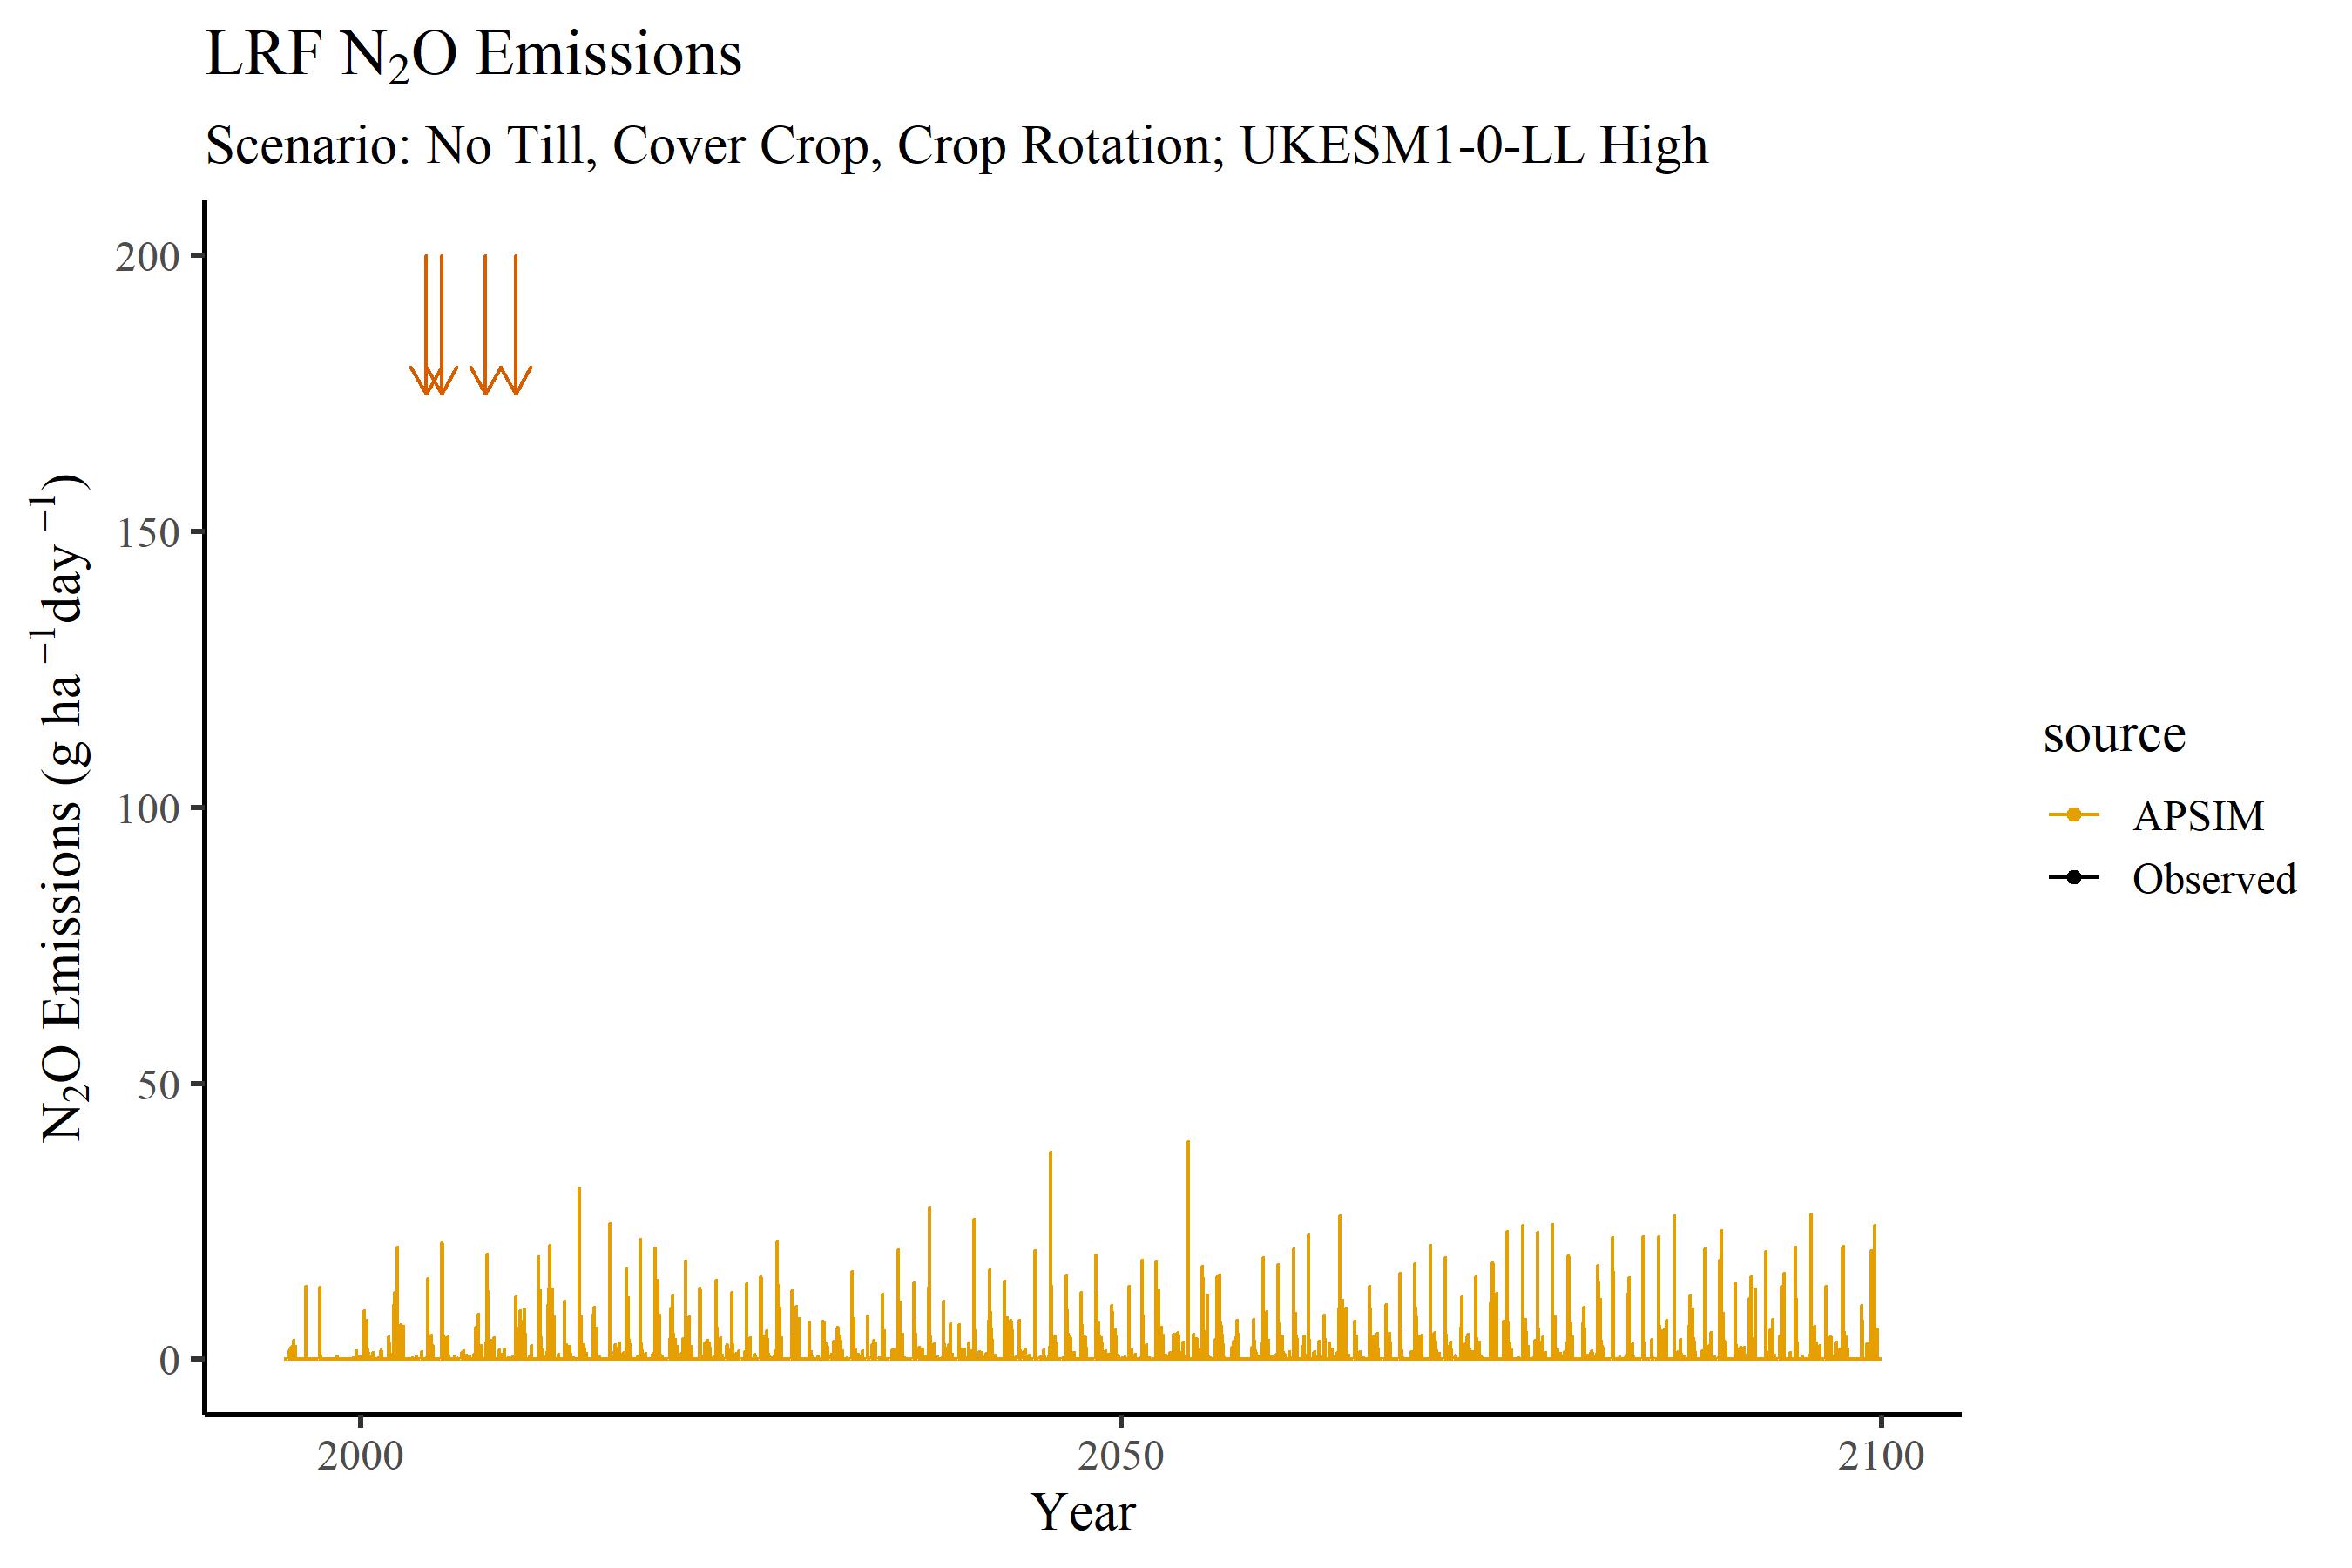 LRF N₂O Emissions
Scenario: No Till, Cover Crop, Crop Rotation; UKESM1-0-LL High
N₂O Emissions (g ha ⁻¹day ⁻¹)
200
150
100
50
0
2000
2050
2100
Year
source
APSIM
Observed